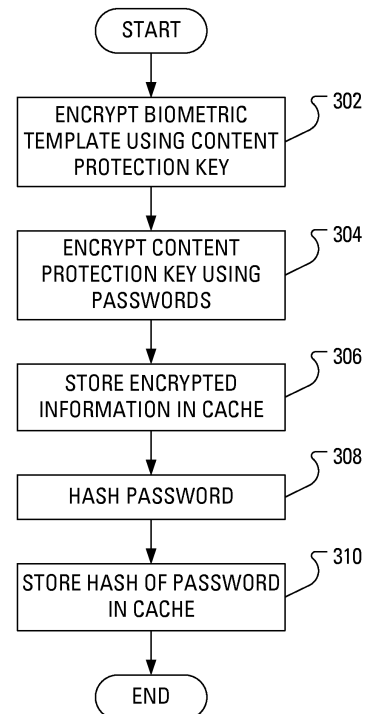 START
ENCRYPT BIOMETRIC
TEMPLATE USING CONTENT
PROTECTION KEY
302
ENCRYPT CONTENT
PROTECTION KEY USING
PASSWORDS
304
STORE ENCRYPTED
INFORMATION IN CACHE
306
HASH PASSWORD
308
STORE HASH OF PASSWORD
IN CACHE
310
END